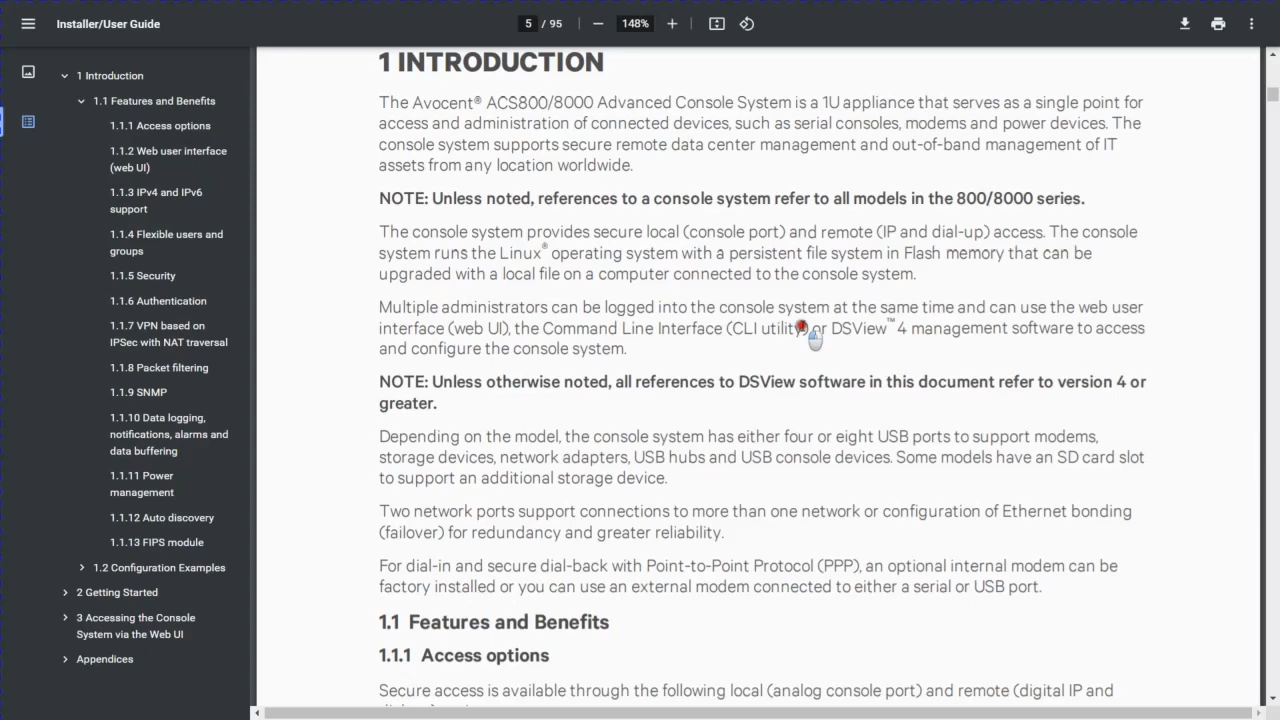 Installer/User Guide
5 / 95
148%
1 Introduction
1.1 Features and Benefits
1.1.1 Access options
1.1.2 Web user interface
(web UI)
1.1.3 IPv4 and IPv6
support
1.1.4 Flexible users and
groups
1.1.5 Security
1.1.6 Authentication
1.1.7 VPN based on
IPSec with NAT traversal
1.1.8 Packet filtering
1.1.9 SNMP
1.1.10 Data logging,
notifications, alarms and
data buffering
1.1.11 Power
management
1.1.12 Auto discovery
1.1.13 FIPS module
1.2 Configuration Examples
2 Getting Started
3 Accessing the Console
System via the Web UI
Appendices
1 INTRODUCTION
The Avocent® ACS800/8000 Advanced Console System is a 1U appliance that serves as a single point for
access and administration of connected devices, such as serial consoles, modems and power devices. The
console system supports secure remote data center management and out-of-band management of IT
assets from any location worldwide.
NOTE: Unless noted, references to a console system refer to all models in the 800/8000 series.
The console system provides secure local (console port) and remote (IP and dial-up) access. The console
system runs the Linux® operating system with a persistent file system in Flash memory that can be
upgraded with a local file on a computer connected to the console system.
Multiple administrators can be logged into the console system at the same time and can use the web user
interface (web UI), the Command Line Interface (CLI utility) or DSView™ 4 management software to access
and configure the console system.
NOTE: Unless otherwise noted, all references to DSView software in this document refer to version 4 or
greater.
Depending on the model, the console system has either four or eight USB ports to support modems,
storage devices, network adapters, USB hubs and USB console devices. Some models have an SD card slot
to support an additional storage device.
Two network ports support connections to more than one network or configuration of Ethernet bonding
(failover) for redundancy and greater reliability.
For dial-in and secure dial-back with Point-to-Point Protocol (PPP), an optional internal modem can be
factory installed or you can use an external modem connected to either a serial or USB port.
1.1 Features and Benefits
1.1.1 Access options
Secure access is available through the following local (analog console port) and remote (digital IP and